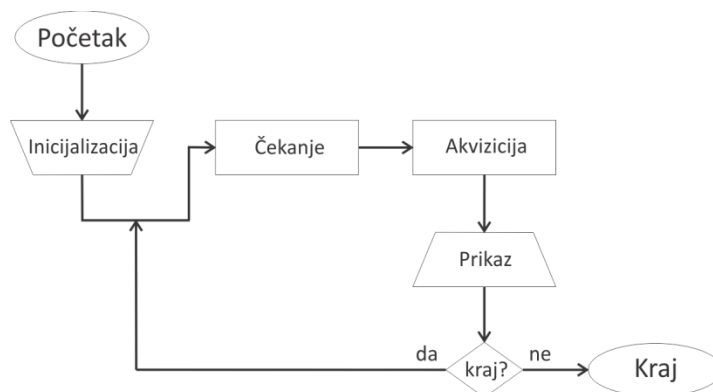 Početak
Inicijalizacija
Čekanje
Akvizicija
Prikaz
da
kraj?
ne
Kraj